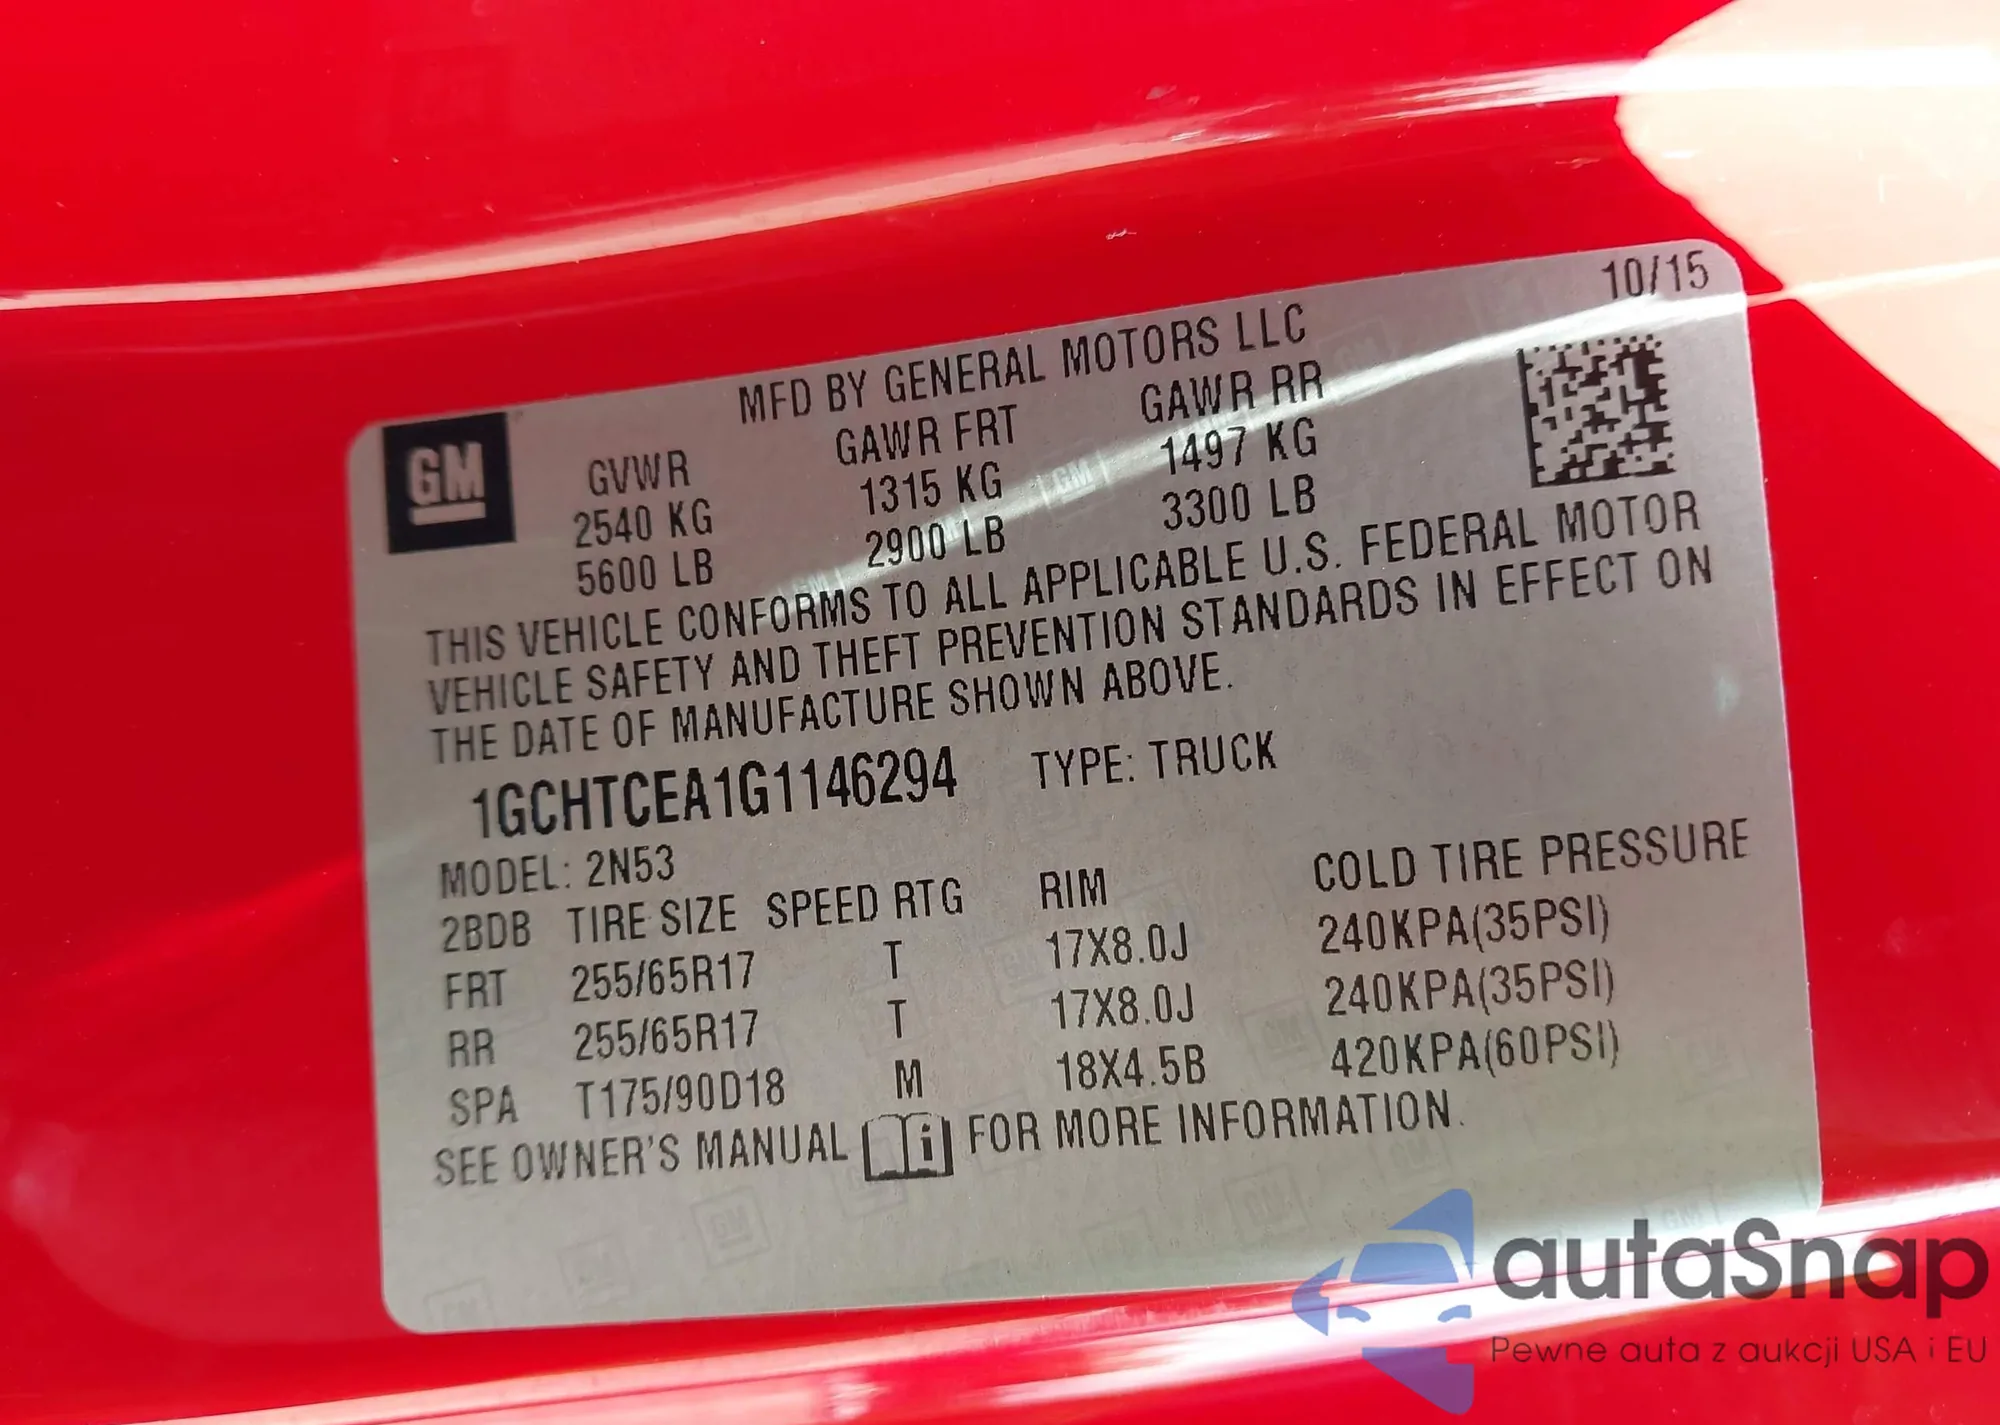 10/15
MFD BY GENERAL MOTORS LLC
GM
GVWR GAWR FRT GAWR RR
2540 KG 1315 KG 1497 KG
5600 LB 2900 LB 3300 LB
THIS VEHICLE CONFORMS TO ALL APPLICABLE U.S. FEDERAL MOTOR
VEHICLE SAFETY AND THEFT PREVENTION STANDARDS IN EFFECT ON
THE DATE OF MANUFACTURE SHOWN ABOVE.
1GCHTCEA1G1146294 TYPE: TRUCK
MODEL: 2N53
2BDB TIRE SIZE SPEED RTG RIM COLD TIRE PRESSURE
FRT 255/65R17 T 17X8.0J 240KPA(35PSI)
RR 255/65R17 T 17X8.0J 240KPA(35PSI)
SPA T175/90D18 M 18X4.5B 420KPA(60PSI)
SEE OWNER'S MANUAL i FOR MORE INFORMATION.
autaSnap
Pewne auta z aukcji USA i EU